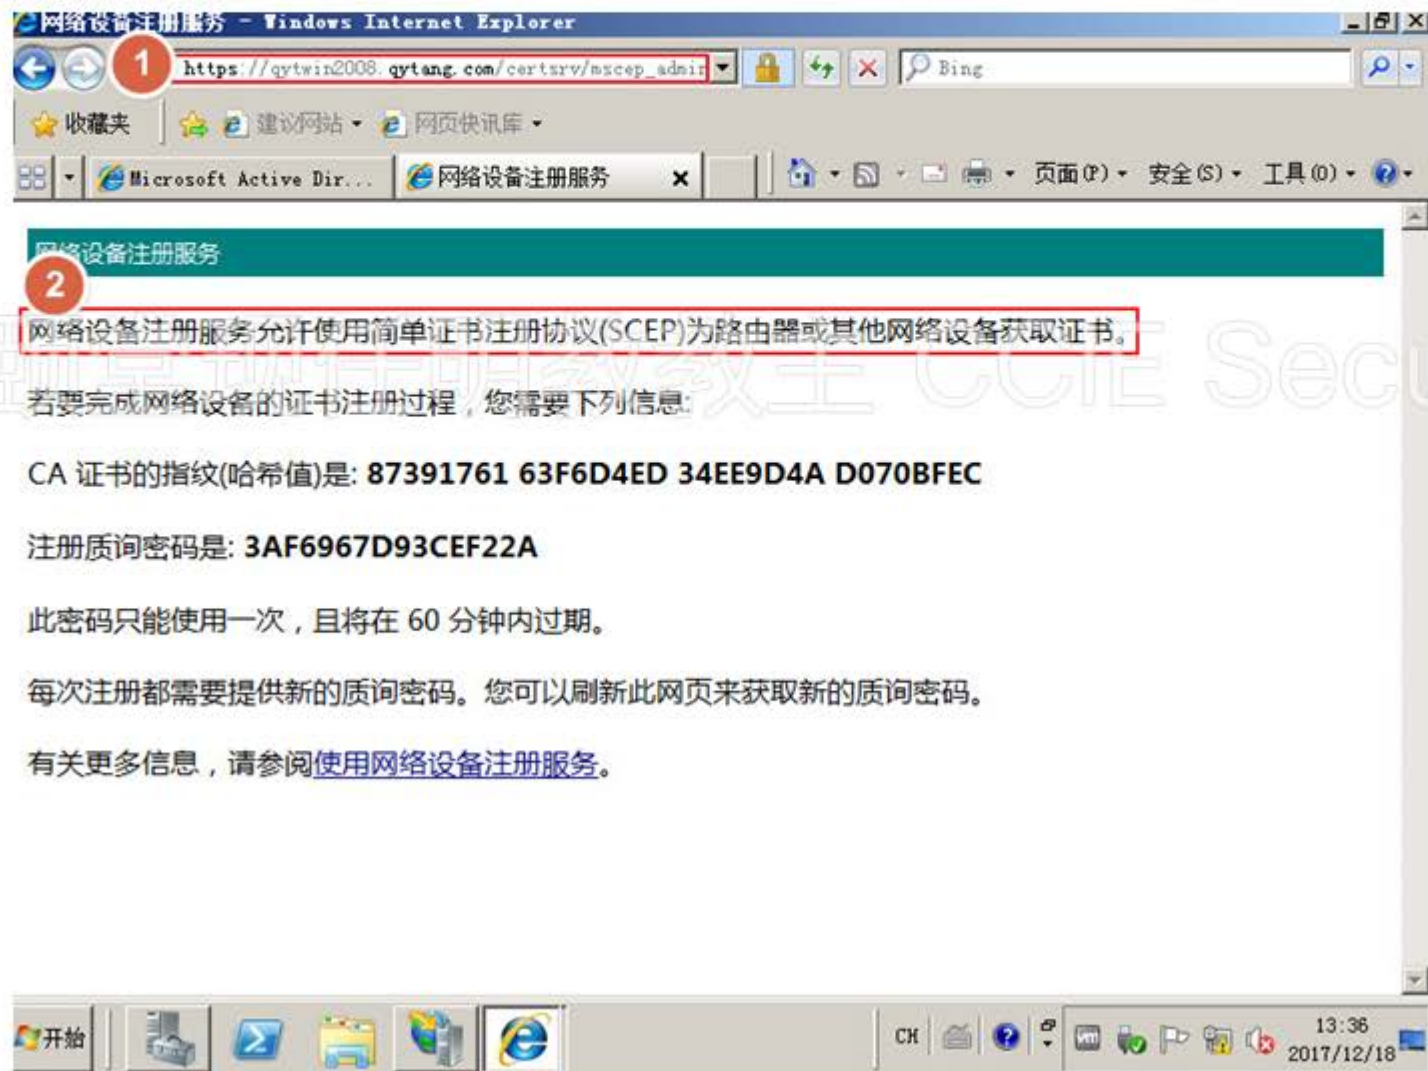 网络设备注册服务 - Windows Internet Explorer
1
https://qytwin2008.qytang.com/certsrv/mscep_admin
Bing
收藏夹
建议网站
网页快讯库
Microsoft Active Dir...
网络设备注册服务
页面(P)
安全(S)
工具(O)
网络设备注册服务
2
网络设备注册服务允许使用简单证书注册协议(SCEP)为路由器或其他网络设备获取证书。
现任明教教主 CCIE Secu
若要完成网络设备的证书注册过程，您需要下列信息:
CA 证书的指纹(哈希值)是: 87391761 63F6D4ED 34EE9D4A D070BFEC
注册质询密码是: 3AF6967D93CEF22A
此密码只能使用一次，且将在 60 分钟内过期。
每次注册都需要提供新的质询密码。您可以刷新此网页来获取新的质询密码。
有关更多信息，请参阅使用网络设备注册服务。
开始
CH
13:36
2017/12/18